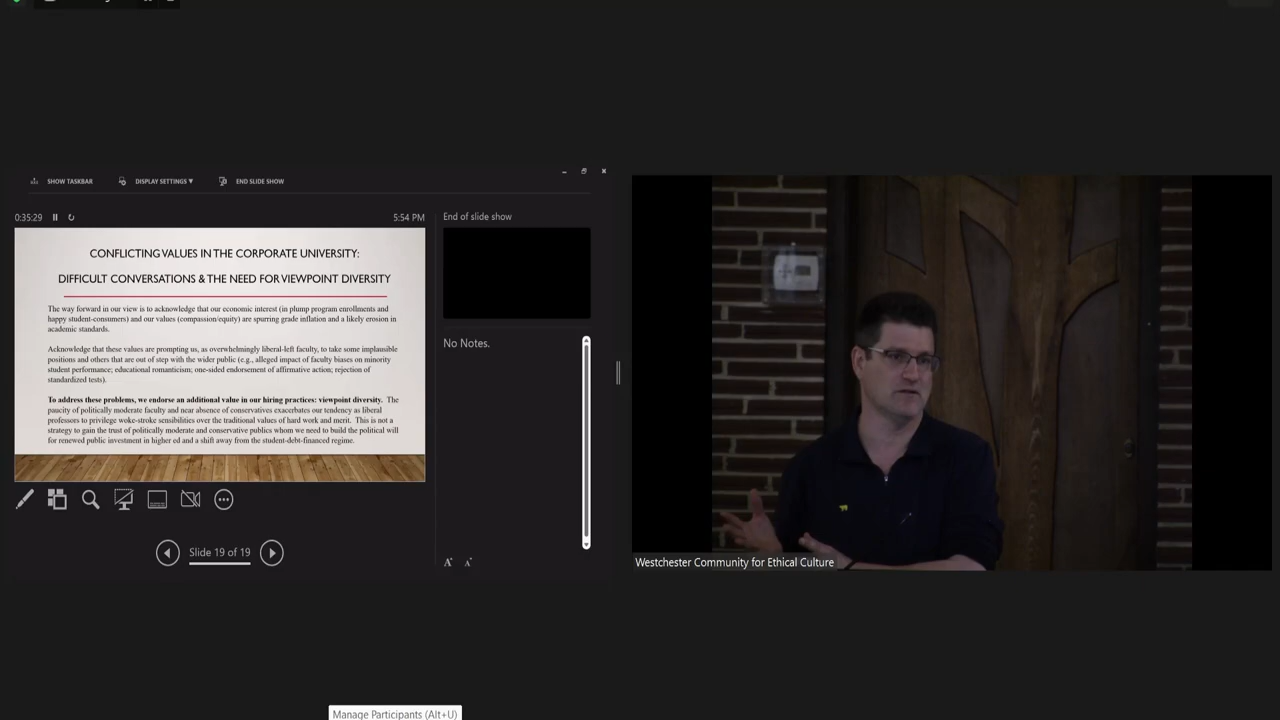 SHOW TASKBAR
DISPLAY SETTINGS ▾
END SLIDE SHOW
0:35:29
5:54 PM
CONFLICTING VALUES IN THE CORPORATE UNIVERSITY:
DIFFICULT CONVERSATIONS & THE NEED FOR VIEWPOINT DIVERSITY
The way forward in our view is to acknowledge that our economic interest (in plump program enrollments and
happy student-consumers) and our values (compassion/equity) are spurring grade inflation and a likely erosion in
academic standards.
Acknowledge that these values are prompting us, as overwhelmingly liberal-left faculty, to take some implausible
positions and others that are out of step with the wider public (e.g., alleged impact of faculty biases on minority
student performance; educational romanticism; one-sided endorsement of affirmative action; rejection of
standardized tests).
To address these problems, we endorse an additional value in our hiring practices: viewpoint diversity. The
paucity of politically moderate faculty and near absence of conservatives exacerbates our tendency as liberal
professors to privilege woke-stroke sensibilities over the traditional values of hard work and merit. This is not a
strategy to gain the trust of politically moderate and conservative publics whom we need to build the political will
for renewed public investment in higher ed and a shift away from the student-debt-financed regime.
Slide 19 of 19
End of slide show
No Notes.
A A
Westchester Community for Ethical Culture
Manage Participants (Alt+U)